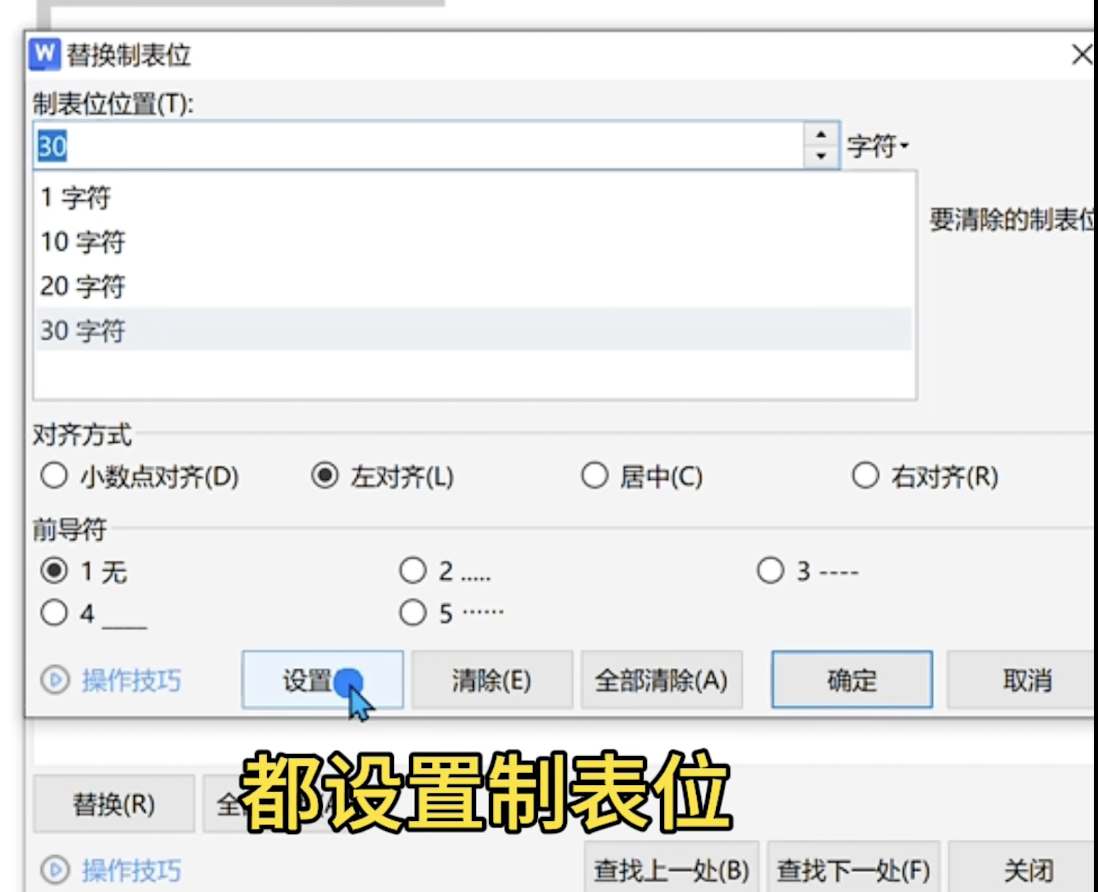 W 替换制表位
制表位位置(T):
30 字符
1 字符
10 字符
20 字符
30 字符
要清除的制表位
对齐方式
小数点对齐(D) 左对齐(L) 居中(C) 右对齐(R)
前导符
1 无 2 ..... 3 ----
4 ____ 5 ······
操作技巧 设置 清除(E) 全部清除(A) 确定 取消
都设置制表位
替换(R) 全
操作技巧 查找上一处(B) 查找下一处(F) 关闭